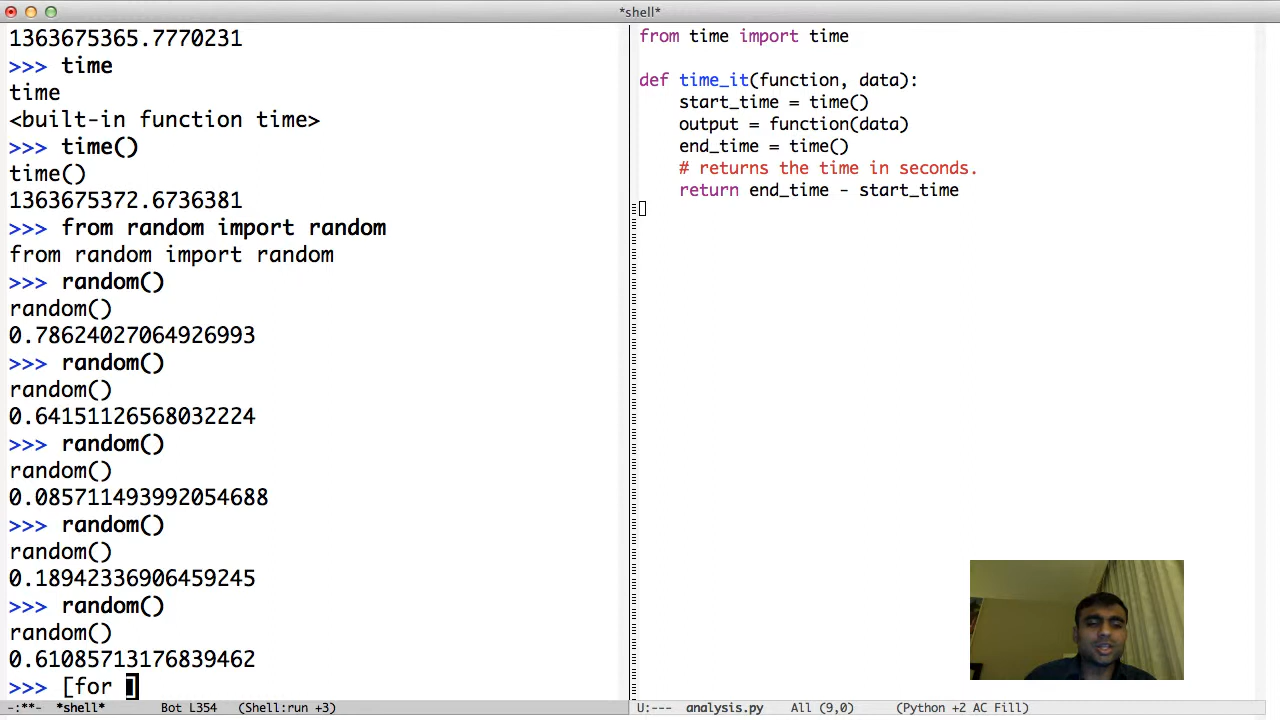 *shell*
1363675365.7770231
>>> time
time
<built-in function time>
>>> time()
time()
1363675372.6736381
>>> from random import random
from random import random
>>> random()
random()
0.78624027064926993
>>> random()
random()
0.64151126568032224
>>> random()
random()
0.085711493992054688
>>> random()
random()
0.18942336906459245
>>> random()
random()
0.61085713176839462
>>> [for ]
-:**-  *shell*  Bot L354  (Shell:run +3)
from time import time
def time_it(function, data):
    start_time = time()
    output = function(data)
    end_time = time()
    # returns the time in seconds.
    return end_time - start_time
U:---  analysis.py  All (9,0)  (Python +2 AC Fill)